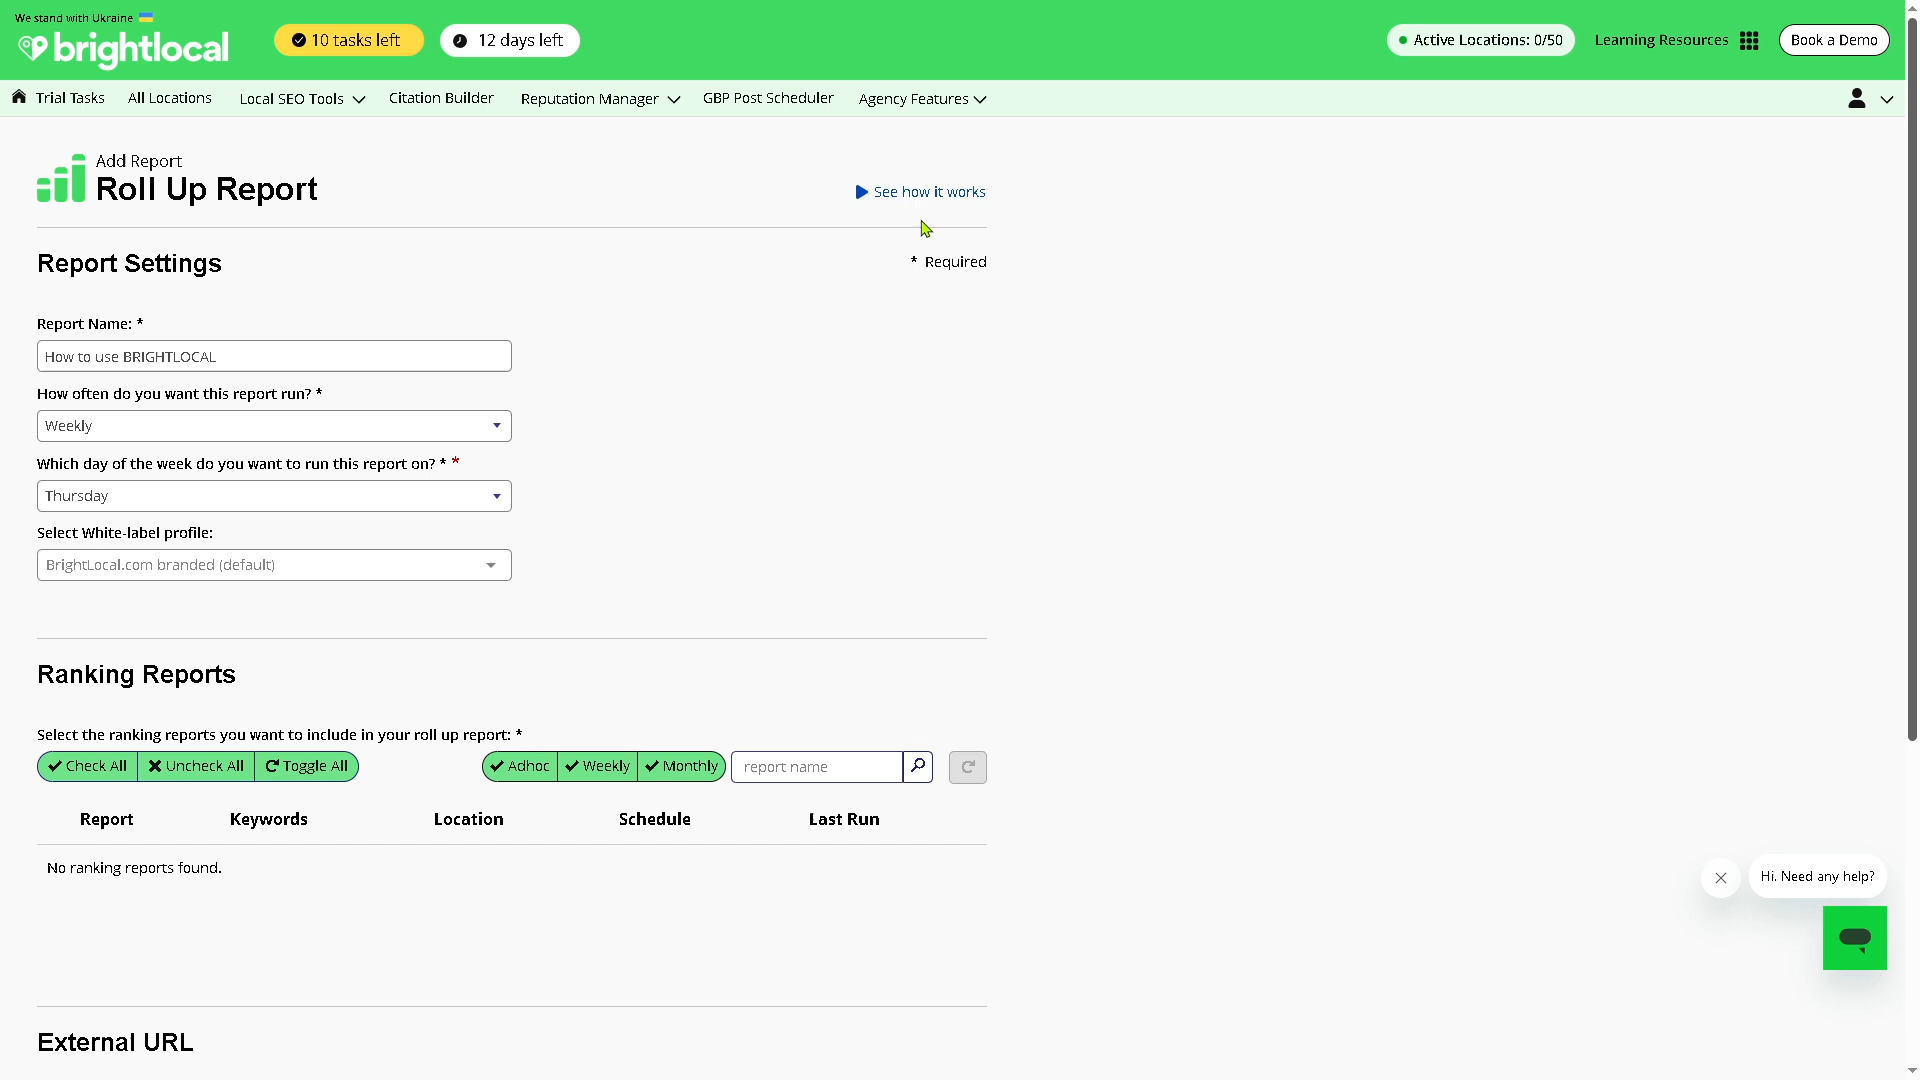 We stand with Ukraine
brightlocal
10 tasks left
12 days left
Active Locations: 0/50
Learning Resources
Book a Demo
Trial Tasks
All Locations
Local SEO Tools
Citation Builder
Reputation Manager
GBP Post Scheduler
Agency Features
Add Report
Roll Up Report
See how it works
Report Settings
* Required
Report Name: *
How to use BRIGHTLOCAL
How often do you want this report run? *
Weekly
Which day of the week do you want to run this report on? * *
Thursday
Select White-label profile:
BrightLocal.com branded (default)
Ranking Reports
Select the ranking reports you want to include in your roll up report: *
Check All
Uncheck All
Toggle All
Adhoc
Weekly
Monthly
report name
Report
Keywords
Location
Schedule
Last Run
No ranking reports found.
Hi. Need any help?
External URL